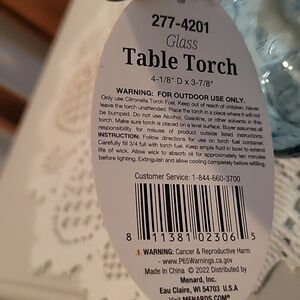 277-4201
Glass
Table Torch
4-1/8" D x 3-7/8"
WARNING: FOR OUTDOOR USE ONLY.
Only use Citronella Torch Fuel. Keep out of reach of children. Never
leave the torch unattended. Place the torch in a place where it will not
be bumped. Do not use Alcohol, Gasoline, or other solvents in this
torch. Make sure torch is placed on a level surface. Buyer assumes all
responsibility for misuse of product outside listed instructions.
INSTRUCTION: Follow directions for use on torch fuel container.
Carefully fill 3/4 full with torch fuel. Keep ample fluid in bowl to extend
life of wick. Allow wick to absorb oil for approximately ten minutes
before lighting. Extinguish and allow cooling completely before refilling.
Customer Service: 1-844-660-3700
8 11381 02306 5
WARNING: Cancer & Reproductive Harm
- www.P65Warnings.ca.gov
Made In China © 2022 Distributed by
Menard, Inc.
Eau Claire, WI 54703 U.S.A
Visit MENARDS.COM